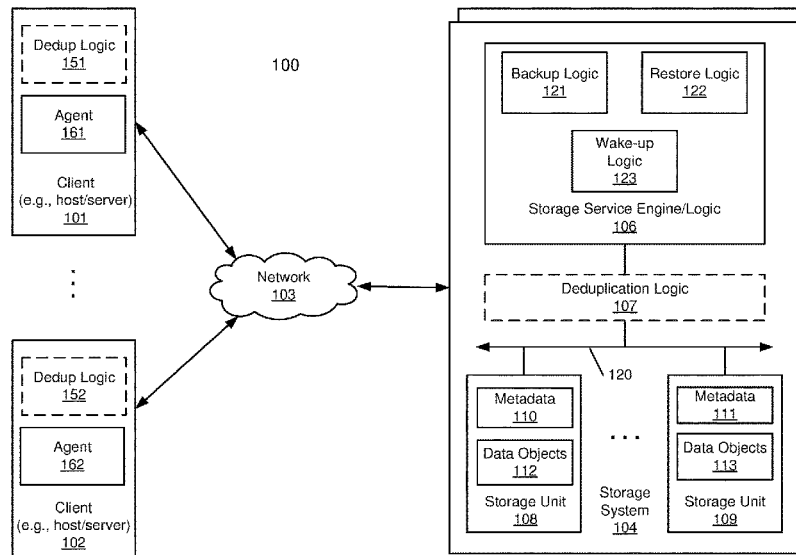 100
Dedup Logic
151
Agent
161
Client
(e.g., host/server)
101
Dedup Logic
152
Agent
162
Client
(e.g., host/server)
102
Network
103
Backup Logic
121
Restore Logic
122
Wake-up
Logic
123
Storage Service Engine/Logic
106
Deduplication Logic
107
120
Metadata
110
Data Objects
112
Storage Unit
108
Storage
System
104
Metadata
111
Data Objects
113
Storage Unit
109